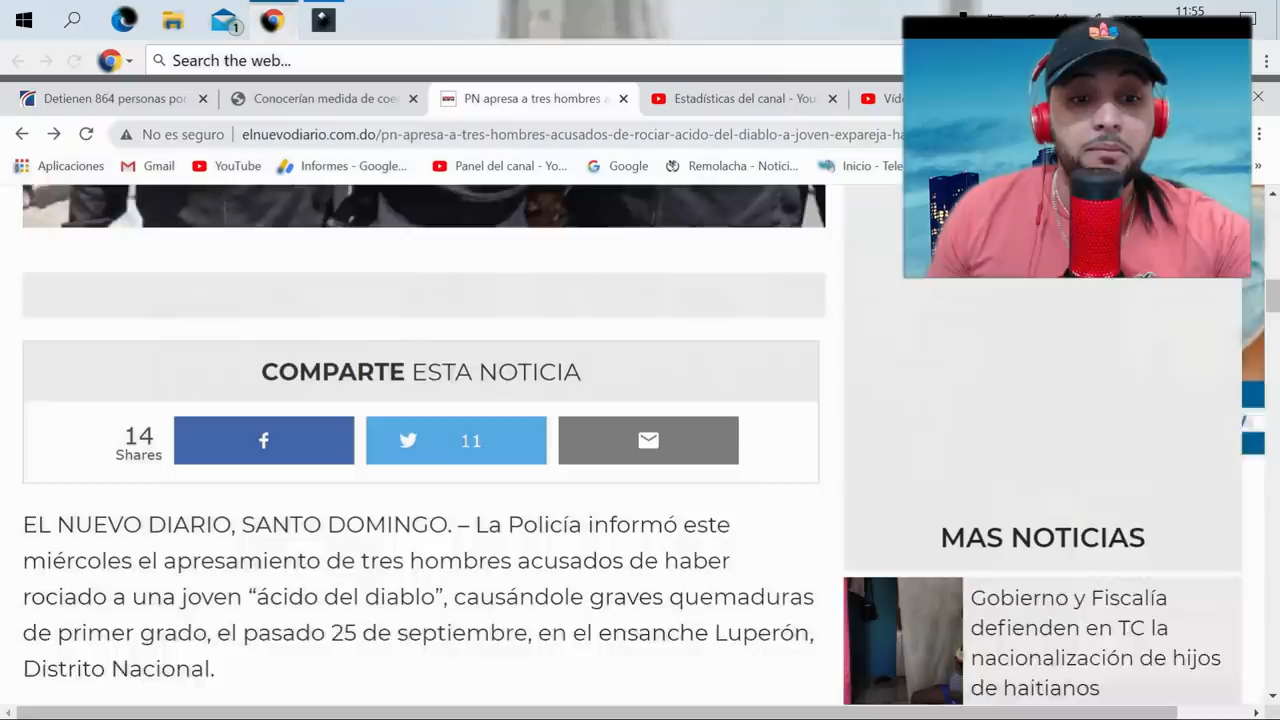 11:55
1
Search the web...
Detienen 864 personas por
Conocerían medida de coe
PN apresa a tres hombres a
Estadísticas del canal - You
Víd
No es seguro
elnuevodiario.com.do/pn-apresa-a-tres-hombres-acusados-de-rociar-acido-del-diablo-a-joven-expareja-ha
Aplicaciones
Gmail
YouTube
Informes - Google...
Panel del canal - Yo...
Google
Remolacha - Notici...
Inicio - Tele
COMPARTE ESTA NOTICIA
14
Shares
11
EL NUEVO DIARIO, SANTO DOMINGO. – La Policía informó este
miércoles el apresamiento de tres hombres acusados de haber
rociado a una joven “ácido del diablo”, causándole graves quemaduras
de primer grado, el pasado 25 de septiembre, en el ensanche Luperón,
Distrito Nacional.
MAS NOTICIAS
Gobierno y Fiscalía
defienden en TC la
nacionalización de hijos
de haitianos